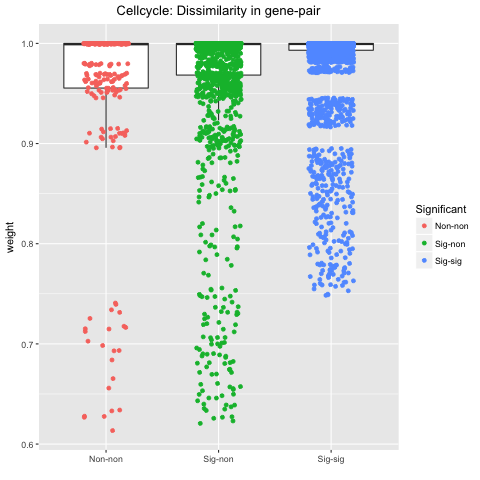 Cellcycle: Dissimilarity in gene-pair
1.0
0.9
0.8
0.7
0.6
weight
Non-non
Sig-non
Sig-sig
Significant
Non-non
Sig-non
Sig-sig